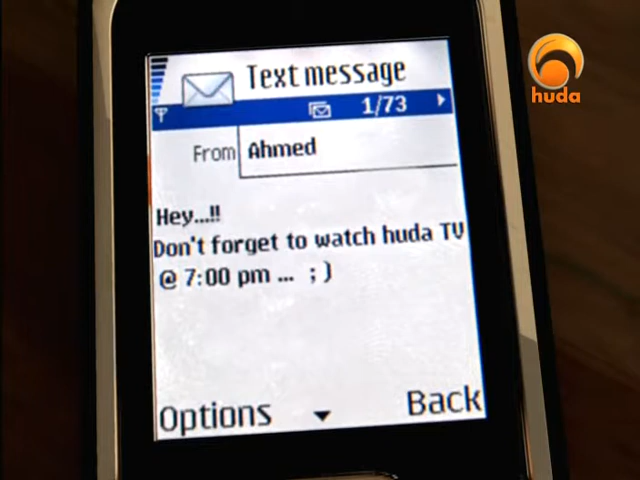 Text message
1/73
From Ahmed
Hey...!!
Don't forget to watch huda TV
@ 7:00 pm ... ;)
Options Back
huda